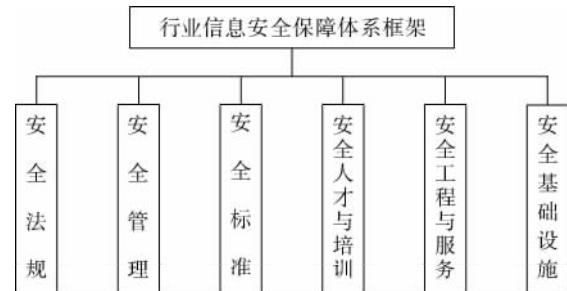 行业信息安全保障体系框架
安全法规
安全管理
安全标准
安全人才与培训
安全工程与服务
安全基础设施